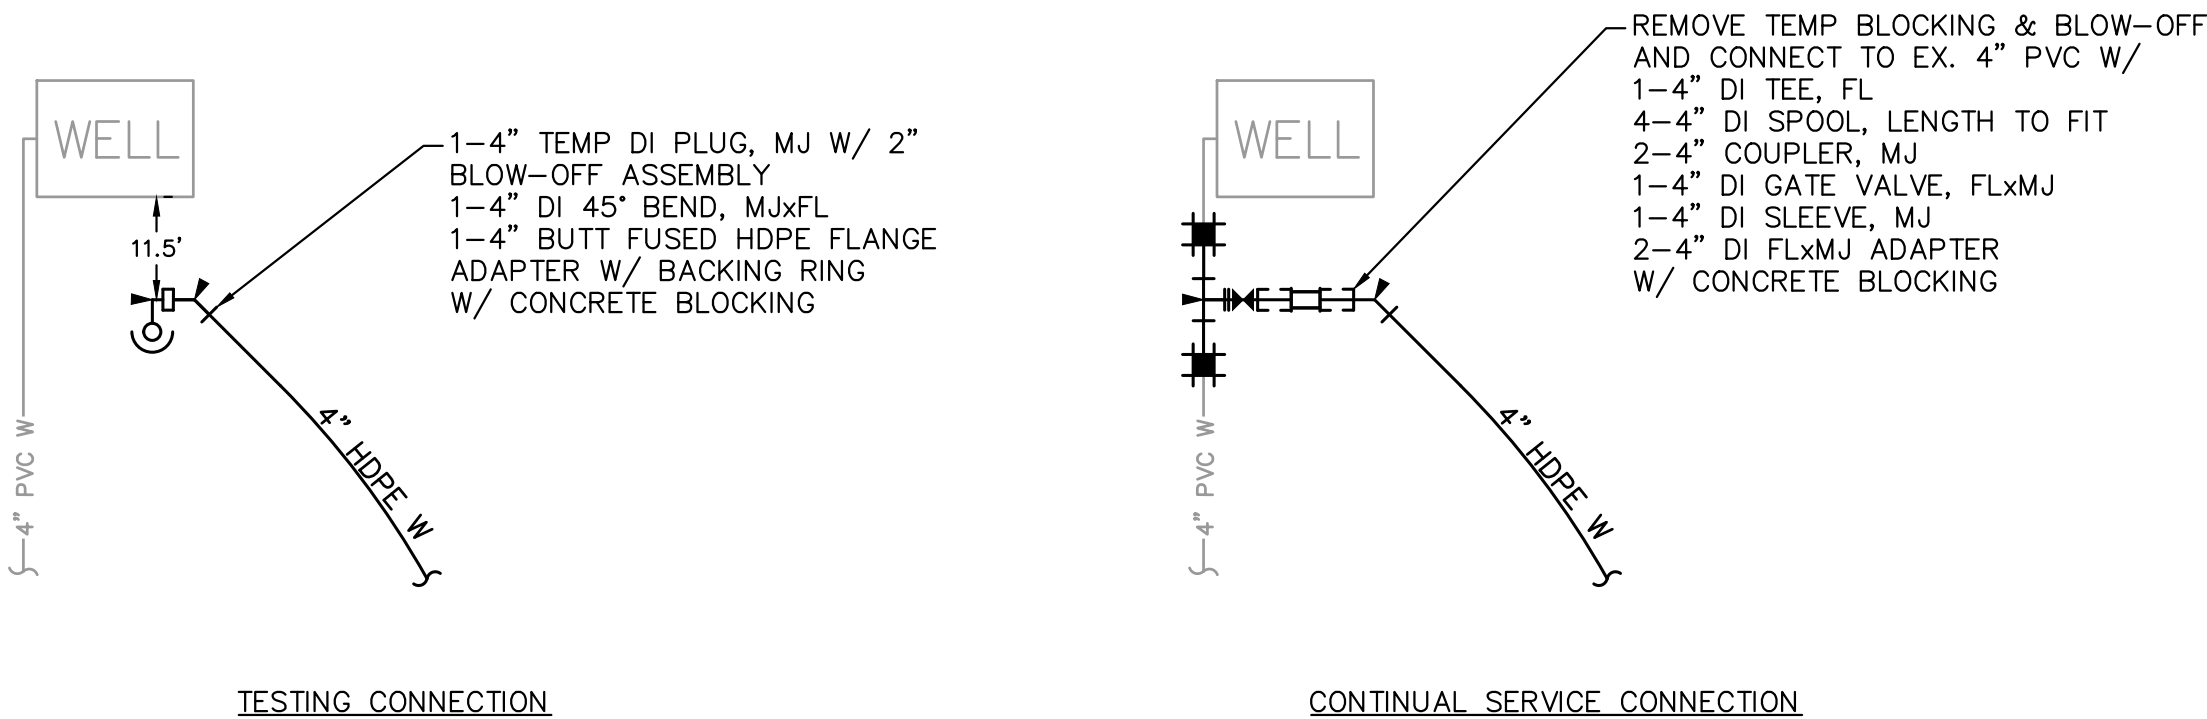 WELL
11.5'
1-4" TEMP DI PLUG, MJ W/ 2"
BLOW-OFF ASSEMBLY
1-4" DI 45° BEND, MJxFL
1-4" BUTT FUSED HDPE FLANGE
ADAPTER W/ BACKING RING
W/ CONCRETE BLOCKING
4" PVC W
4" HDPE W
TESTING CONNECTION
REMOVE TEMP BLOCKING & BLOW-OFF
AND CONNECT TO EX. 4" PVC W/
1-4" DI TEE, FL
4-4" DI SPOOL, LENGTH TO FIT
2-4" COUPLER, MJ
1-4" DI GATE VALVE, FLxMJ
1-4" DI SLEEVE, MJ
2-4" DI FLxMJ ADAPTER
W/ CONCRETE BLOCKING
WELL
4" PVC W
4" HDPE W
CONTINUAL SERVICE CONNECTION